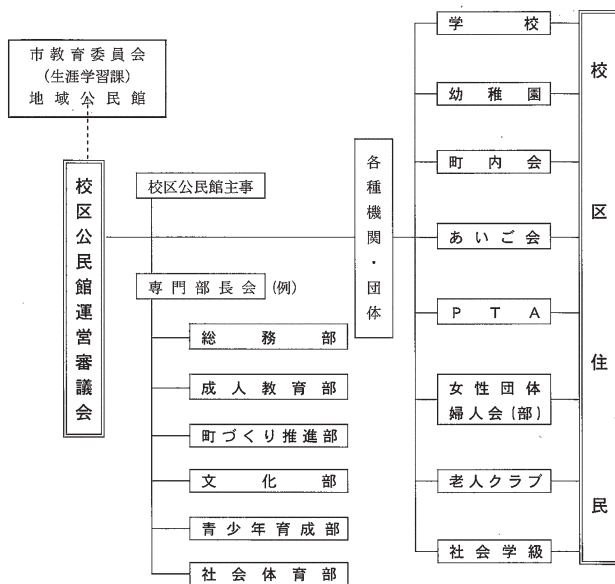 市教育委員会
(生涯学習課)
地域公民館
校区公民館運営審議会
校区公民館主事
専門部長会(例)
総務部
成人教育部
町づくり推進部
文化部
青少年育成部
社会体育部
各種機関・団体
学校
幼稚園
町内会
あいご会
PTA
女性団体
婦人会(部)
老人クラブ
社会学級
校区住民